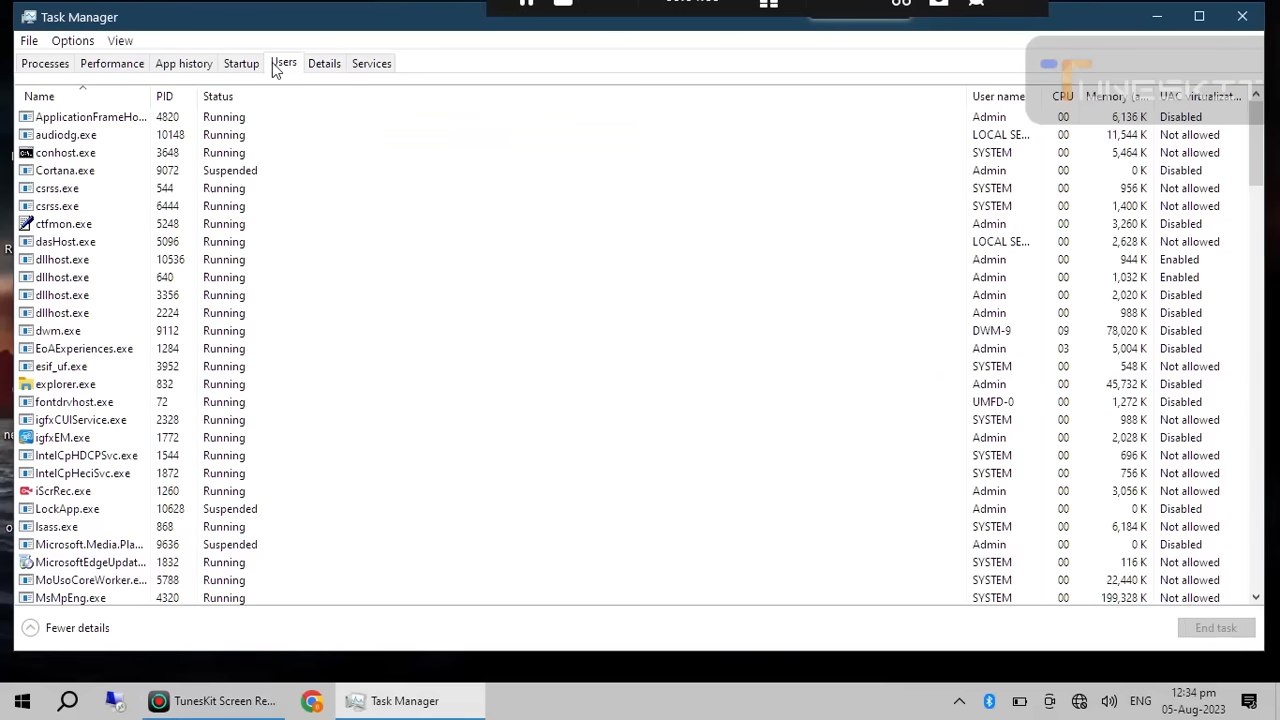 Task Manager
File Options View
Processes Performance App history Startup Users Details Services
Name PID Status User name CPU Memory (a... UAC virtualizat...
ApplicationFrameHo... 4820 Running Admin 00 6,136 K Disabled
audiodg.exe 10148 Running LOCAL SE... 00 11,544 K Not allowed
conhost.exe 3648 Running SYSTEM 00 5,464 K Not allowed
Cortana.exe 9072 Suspended Admin 00 0 K Disabled
csrss.exe 544 Running SYSTEM 00 956 K Not allowed
csrss.exe 6444 Running SYSTEM 00 1,400 K Not allowed
ctfmon.exe 5248 Running Admin 00 3,260 K Disabled
dasHost.exe 5096 Running LOCAL SE... 00 2,628 K Not allowed
dllhost.exe 10536 Running Admin 00 944 K Enabled
dllhost.exe 640 Running Admin 00 1,032 K Enabled
dllhost.exe 3356 Running Admin 00 2,020 K Disabled
dllhost.exe 2224 Running Admin 00 988 K Disabled
dwm.exe 9112 Running DWM-9 09 78,020 K Disabled
EoAExperiences.exe 1284 Running Admin 03 5,004 K Disabled
esif_uf.exe 3952 Running SYSTEM 00 548 K Not allowed
explorer.exe 832 Running Admin 00 45,732 K Disabled
fontdrvhost.exe 72 Running UMFD-0 00 1,272 K Disabled
igfxCUIService.exe 2328 Running SYSTEM 00 988 K Not allowed
igfxEM.exe 1772 Running Admin 00 2,028 K Disabled
IntelCpHDCPSvc.exe 1544 Running SYSTEM 00 696 K Not allowed
IntelCpHeciSvc.exe 1872 Running SYSTEM 00 756 K Not allowed
iScrRec.exe 1260 Running Admin 00 3,056 K Not allowed
LockApp.exe 10628 Suspended Admin 00 0 K Disabled
lsass.exe 868 Running SYSTEM 00 6,184 K Not allowed
Microsoft.Media.Pla... 9636 Suspended Admin 00 0 K Disabled
MicrosoftEdgeUpdat... 1832 Running SYSTEM 00 116 K Not allowed
MoUsoCoreWorker.e... 5788 Running SYSTEM 00 22,440 K Not allowed
MsMpEng.exe 4320 Running SYSTEM 00 199,328 K Not allowed
Fewer details End task
TunesKit Screen Re... Task Manager ENG 12:34 pm
05-Aug-2023